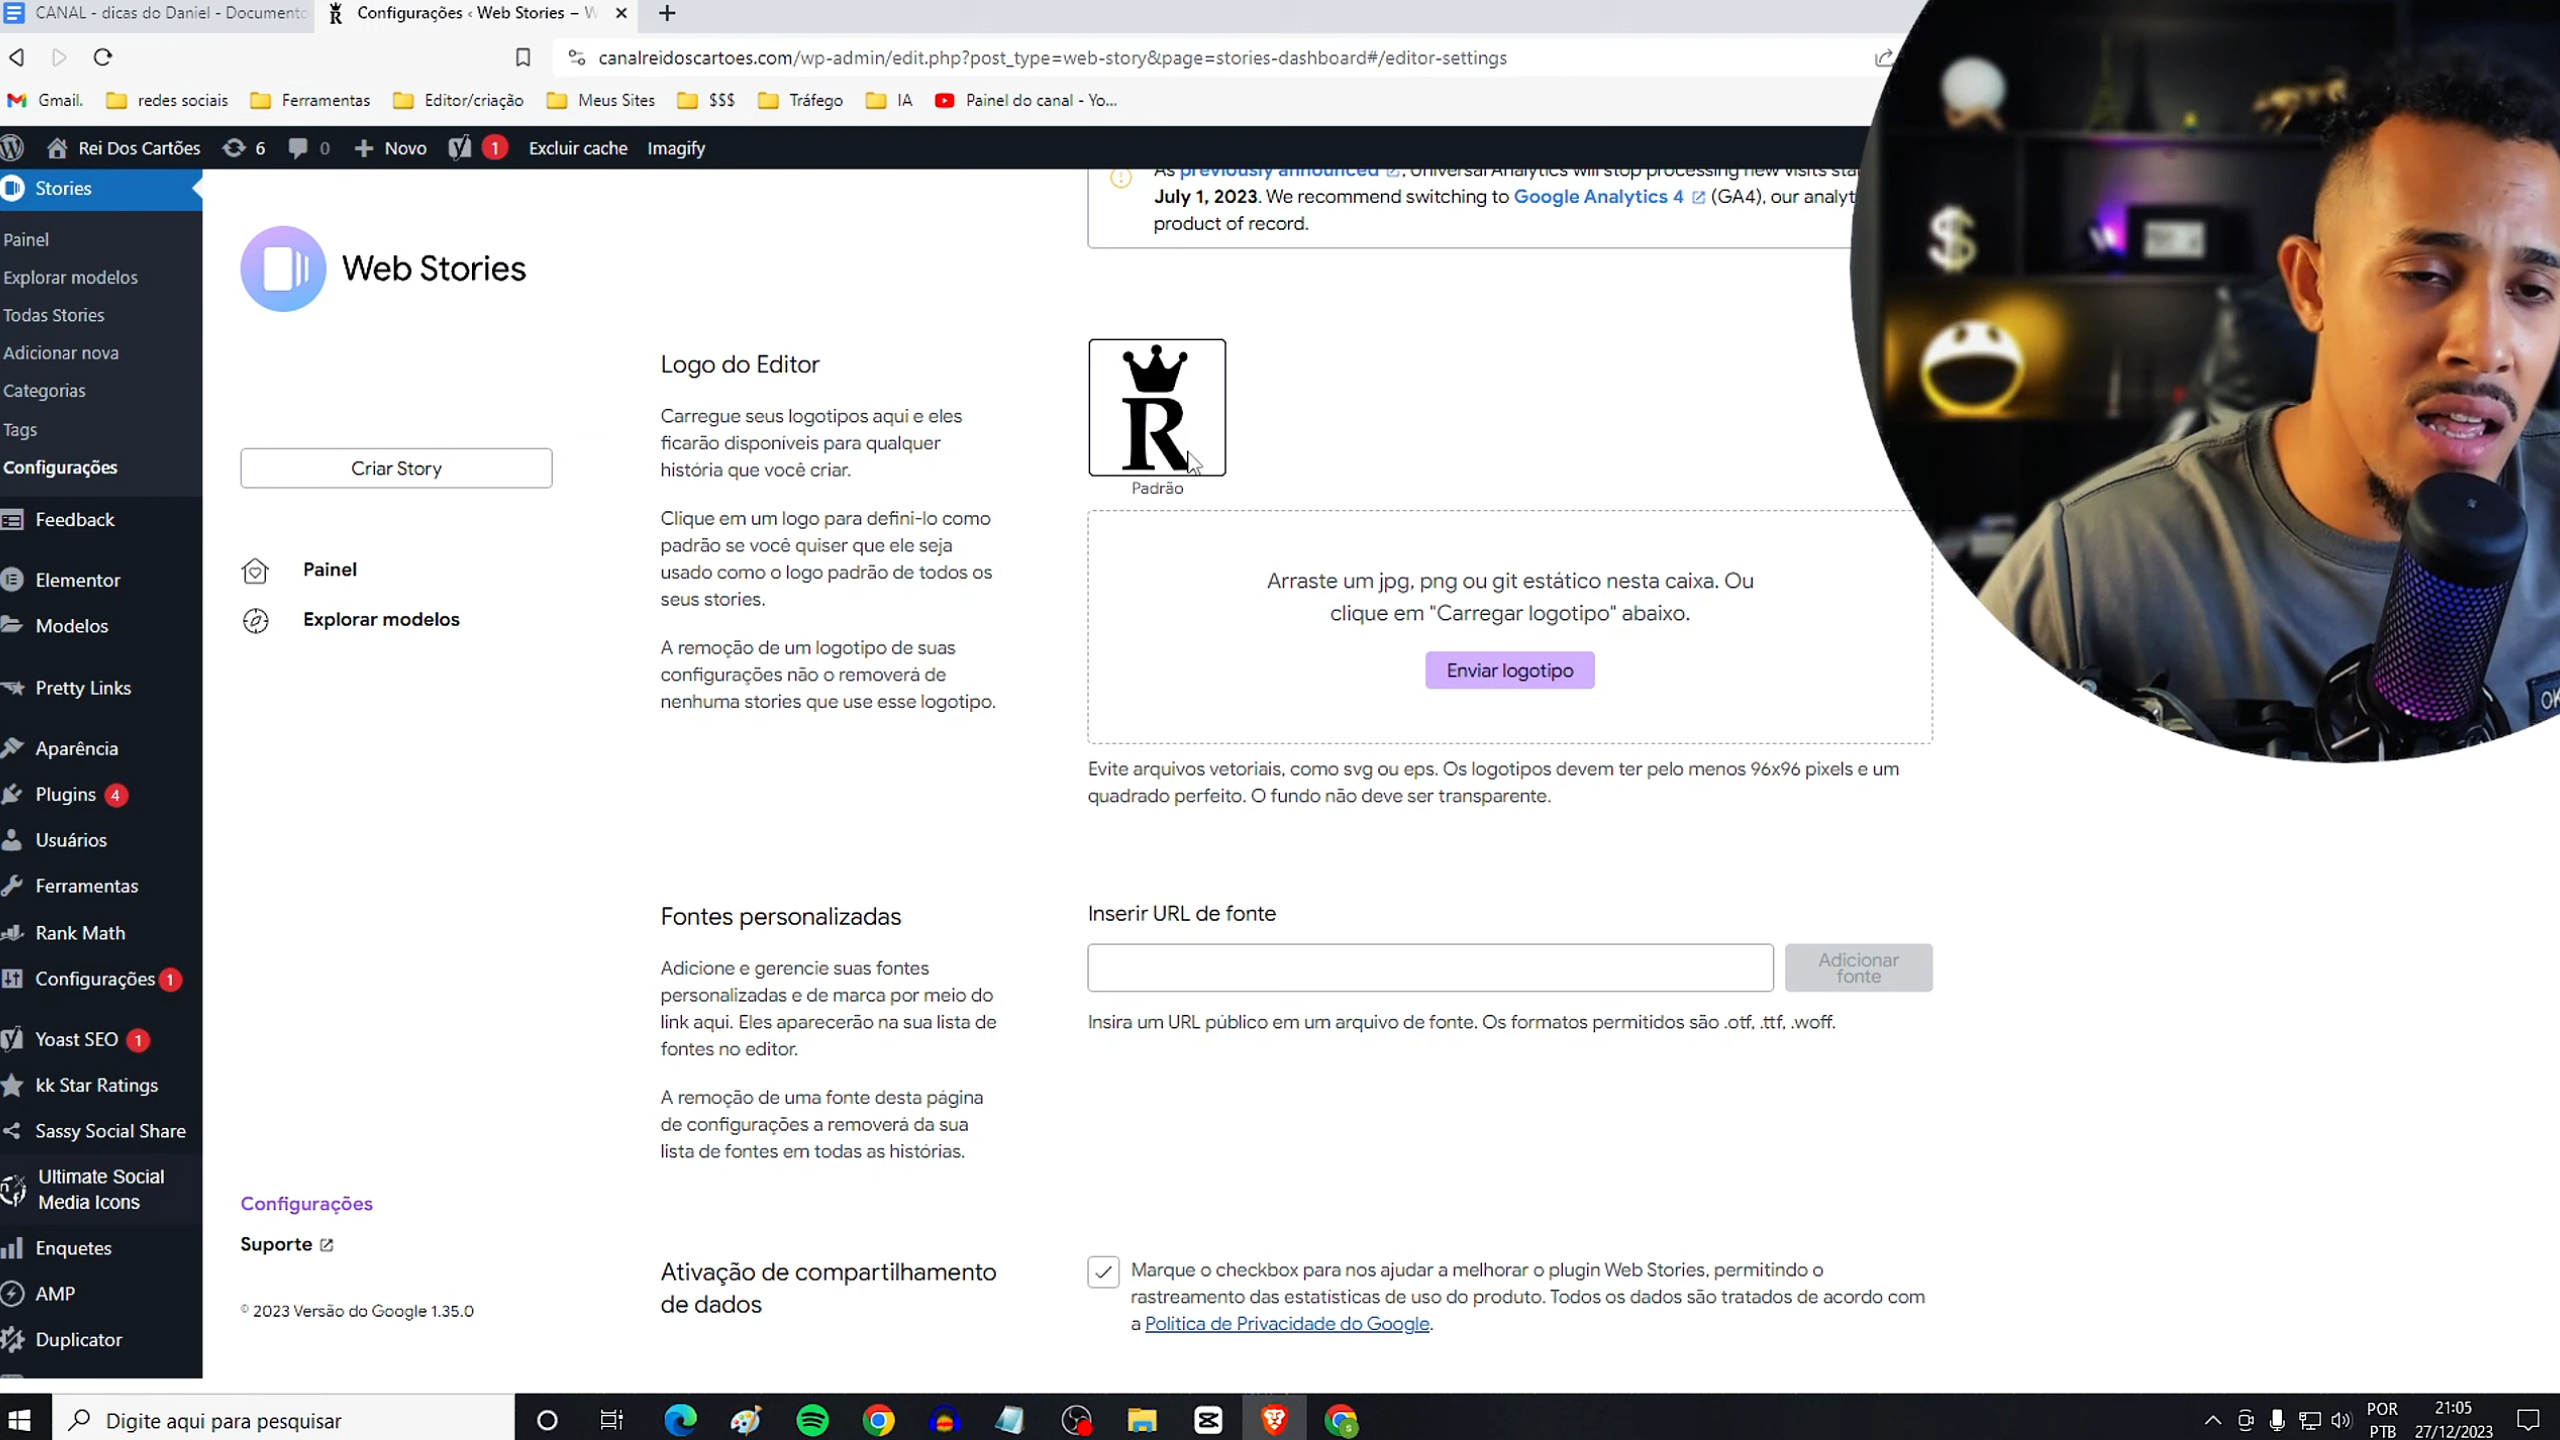 CANAL - dicas do Daniel - Documento
Configurações ‹ Web Stories – W
canalreidoscartoes.com/wp-admin/edit.php?post_type=web-story&page=stories-dashboard#/editor-settings
Gmail. redes sociais Ferramentas Editor/criação Meus Sites $$$ Tráfego IA Painel do canal - Yo...
Rei Dos Cartões 6 0 Novo 1 Excluir cache Imagify
Stories
Painel
Explorar modelos
Todas Stories
Adicionar nova
Categorias
Tags
Configurações
Feedback
Elementor
Modelos
Pretty Links
Aparência
Plugins 4
Usuários
Ferramentas
Rank Math
Configurações 1
Yoast SEO 1
kk Star Ratings
Sassy Social Share
Ultimate Social
Media Icons
Enquetes
AMP
Duplicator
Web Stories
Criar Story
Painel
Explorar modelos
Configurações
Suporte
© 2023 Versão do Google 1.35.0
As previously announced, Universal Analytics will stop processing new visits
July 1, 2023. We recommend switching to Google Analytics 4 (GA4), our
product of record.
Logo do Editor
Carregue seus logotipos aqui e eles
ficarão disponíveis para qualquer
história que você criar.
Clique em um logo para defini-lo como
padrão se você quiser que ele seja
usado como o logo padrão de todos os
seus stories.
A remoção de um logotipo de suas
configurações não o removerá de
nenhuma stories que use esse logotipo.
R
Padrão
Arraste um jpg, png ou git estático nesta caixa. Ou
clique em "Carregar logotipo" abaixo.
Enviar logotipo
Evite arquivos vetoriais, como svg ou eps. Os logotipos devem ter pelo menos 96x96 pixels e um
quadrado perfeito. O fundo não deve ser transparente.
Fontes personalizadas
Adicione e gerencie suas fontes
personalizadas e de marca por meio do
link aqui. Eles aparecerão na sua lista de
fontes no editor.
A remoção de uma fonte desta página
de configurações a removerá da sua
lista de fontes em todas as histórias.
Inserir URL de fonte
Adicionar
fonte
Insira um URL público em um arquivo de fonte. Os formatos permitidos são .otf, .ttf, .woff.
Ativação de compartilhamento
de dados
Marque o checkbox para nos ajudar a melhorar o plugin Web Stories, permitindo o
rastreamento das estatísticas de uso do produto. Todos os dados são tratados de acordo com
a Política de Privacidade do Google.
$
OK
Digite aqui para pesquisar
POR
PTB
21:05
27/12/2023